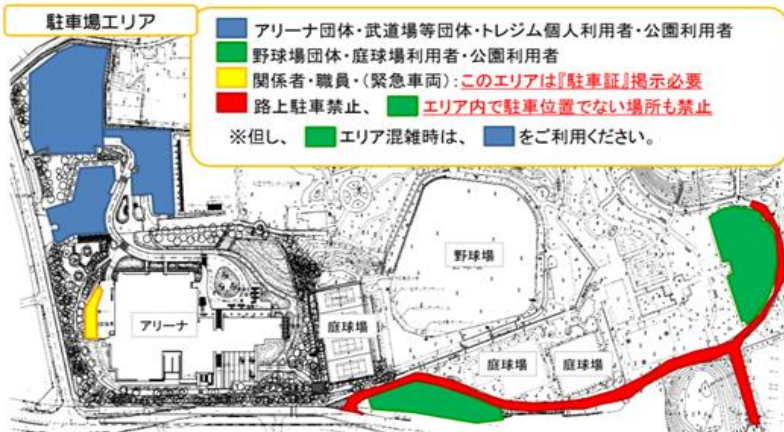 駐車場エリア
アリーナ団体・武道場等団体・トレジム個人利用者・公園利用者
野球場団体・庭球場利用者・公園利用者
関係者・職員・(緊急車両):このエリアは『駐車証』掲示必要
路上駐車禁止、エリア内で駐車位置でない場所も禁止
※但し、エリア混雑時は、をご利用ください。
野球場
アリーナ
庭球場
庭球場
庭球場